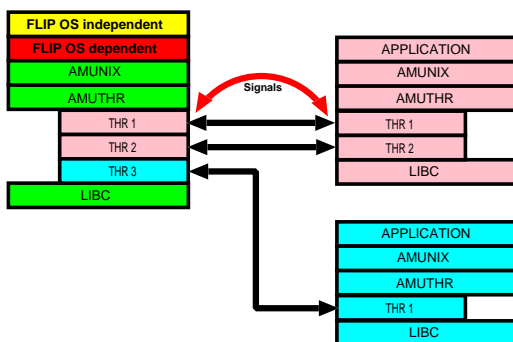 FLIP OS independent
FLIP OS dependent
AMUNIX
AMUTHR
THR 1
THR 2
THR 3
LIBC
Signals
APPLICATION
AMUNIX
AMUTHR
THR 1
THR 2
LIBC
APPLICATION
AMUNIX
AMUTHR
THR 1
LIBC